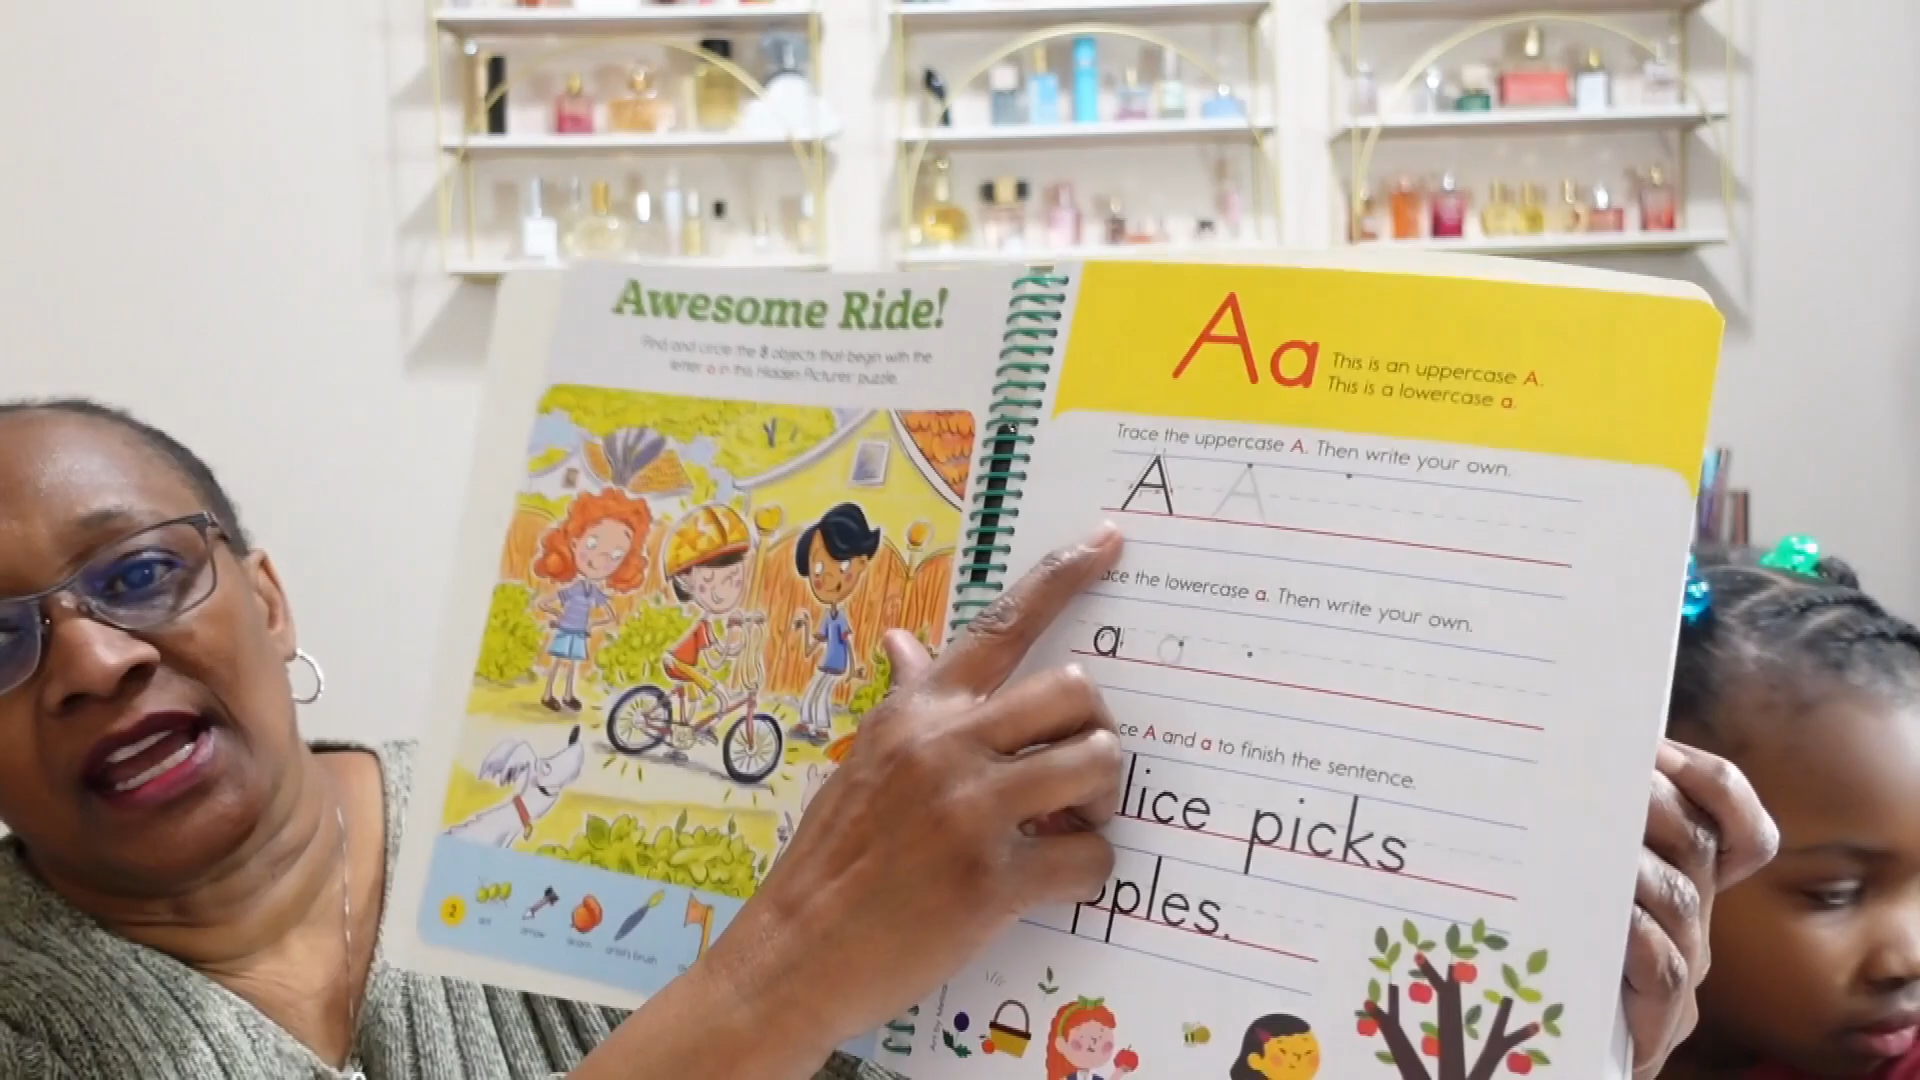 Awesome Ride!
Find and circle the 8 objects that begin with the
letter a in this Hidden Pictures puzzle.
2
ant
arrow
acorn
artist's brush
Aa
This is an uppercase A.
This is a lowercase a.
Trace the uppercase A. Then write your own.
A A
ace the lowercase a. Then write your own.
a a
ce A and a to finish the sentence.
lice picks
pples.